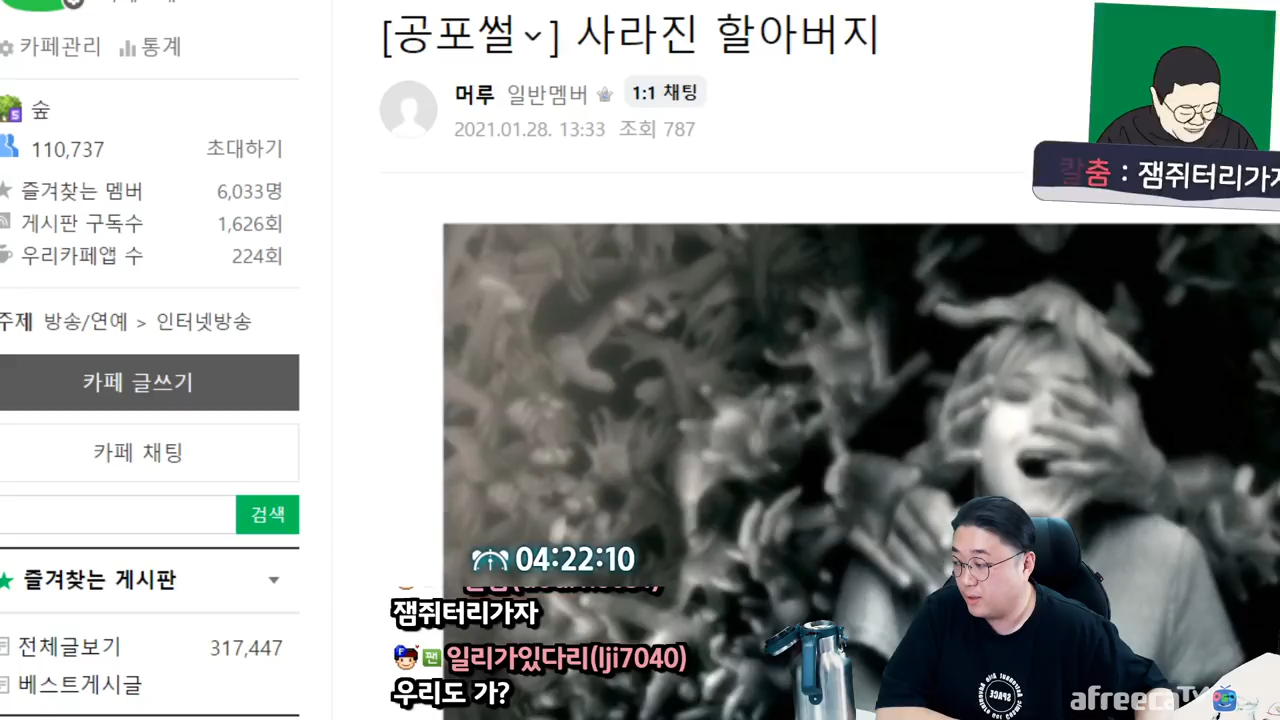 카페관리 통계
숲
110,737 초대하기
즐겨찾는 멤버 6,033명
게시판 구독수 1,626회
우리카페앱 수 224회
주제 방송/연예 > 인터넷방송
카페 글쓰기
카페 채팅
검색
즐겨찾는 게시판
전체글보기 317,447
베스트게시글
[공포썰] 사라진 할아버지
머루 일반멤버 1:1 채팅
2021.01.28. 13:33 조회 787
칼춤 : 잼쥐터리가자
04:22:10
잼쥐터리가자
팬 일리가있다리(lji7040)
우리도 가?
SPACE
afreecaTV